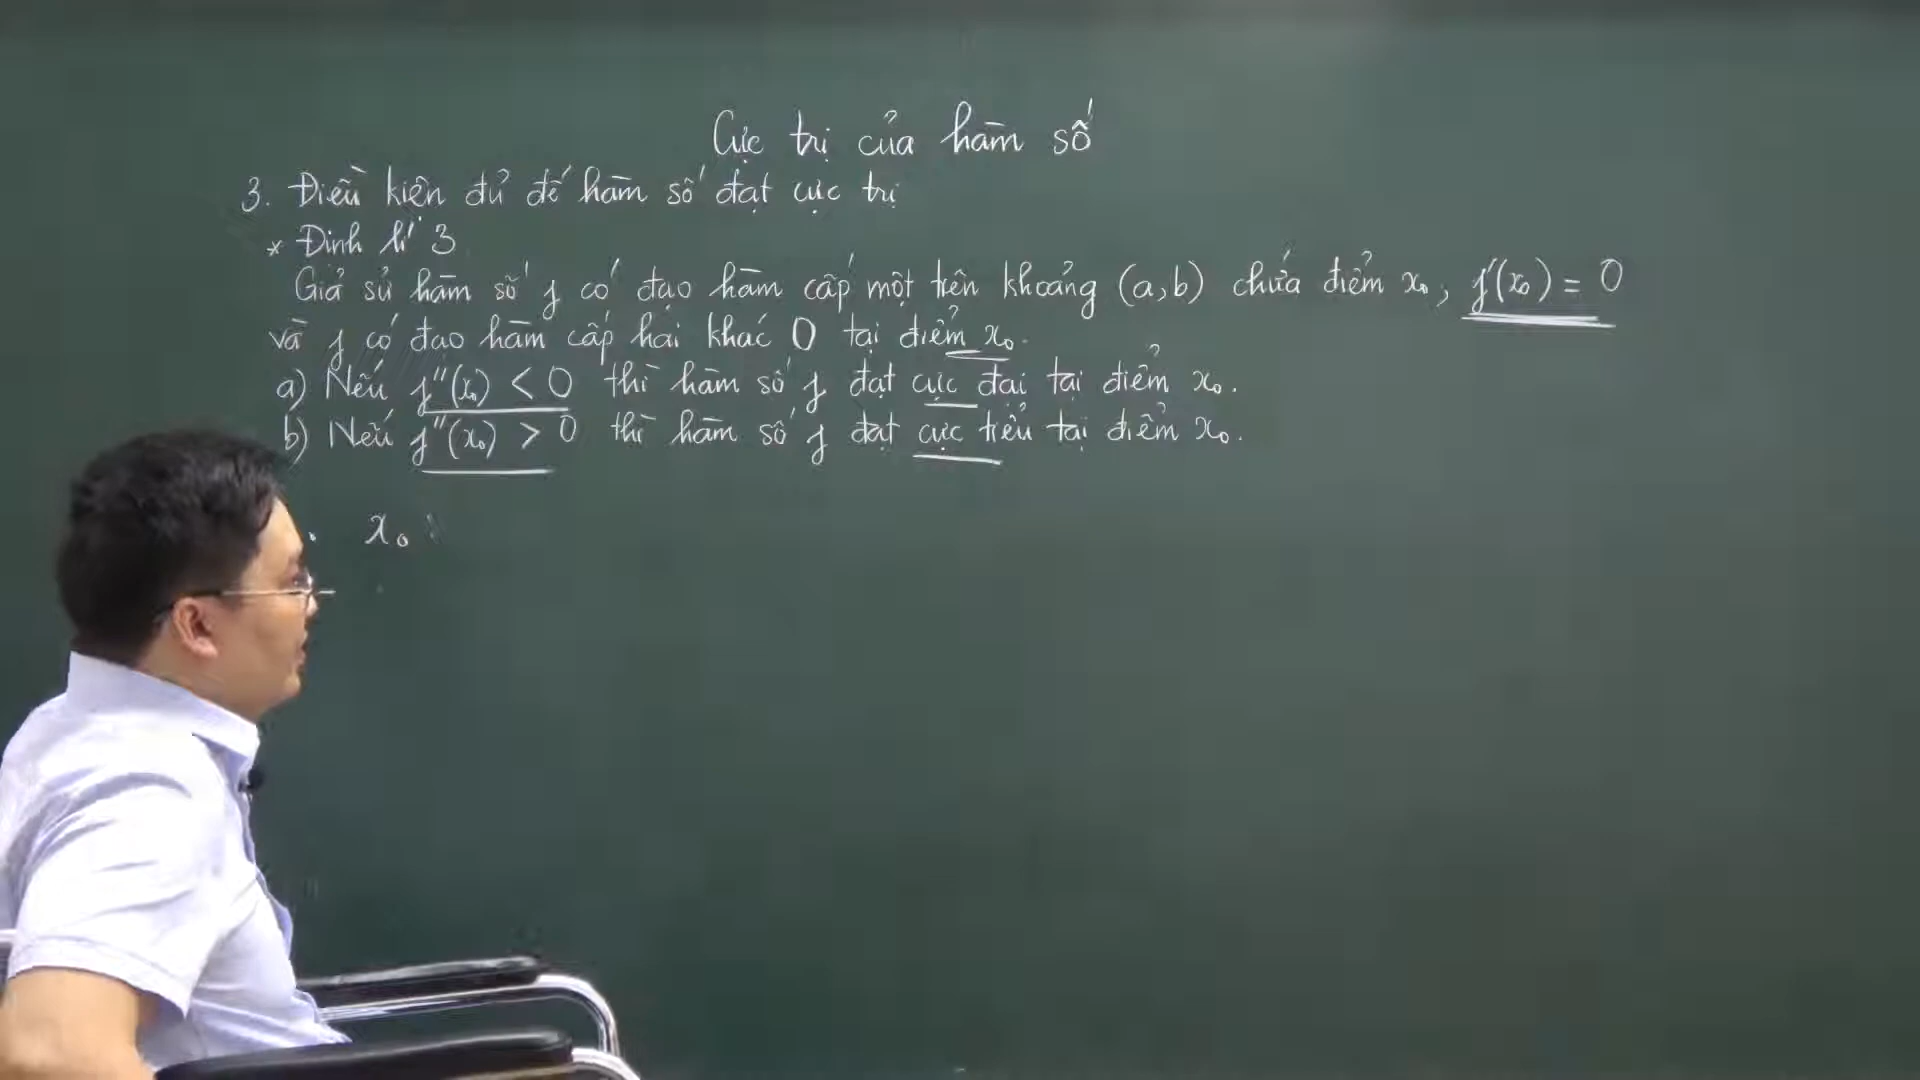 Cực trị của hàm số
3. Điều kiện đủ để hàm số đạt cực trị
* Định lí 3
Giả sử hàm số f có đạo hàm cấp một trên khoảng (a,b) chứa điểm x₀, f'(x₀) = 0
và f có đạo hàm cấp hai khác 0 tại điểm x₀.
a) Nếu f''(x₀) < 0 thì hàm số f đạt cực đại tại điểm x₀.
b) Nếu f''(x₀) > 0 thì hàm số f đạt cực tiểu tại điểm x₀.
x₀